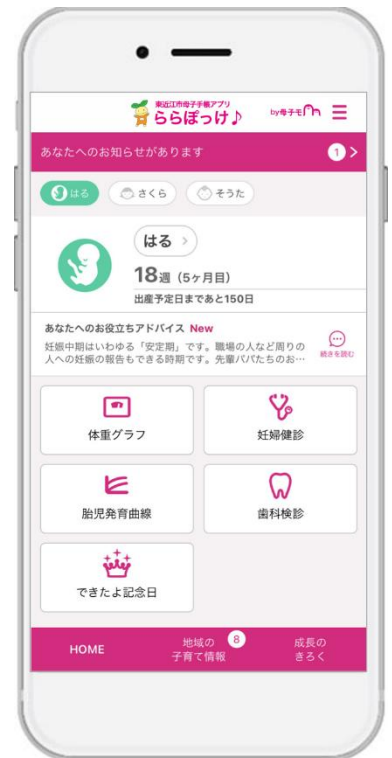 東近江市母子手帳アプリ
ららぽっけ♪
by母子モ
あなたへのお知らせがあります
1
はる
さくら
そうた
はる
18週（5ヶ月目）
出産予定日まであと150日
あなたへのお役立ちアドバイス New
妊娠中期はいわゆる「安定期」です。職場の人など周りの
人への妊娠の報告もできる時期です。先輩パパたちのお…
続きを読む
体重グラフ
妊婦健診
胎児発育曲線
歯科検診
できたよ記念日
HOME
地域の
子育て情報
8
成長の
きろく